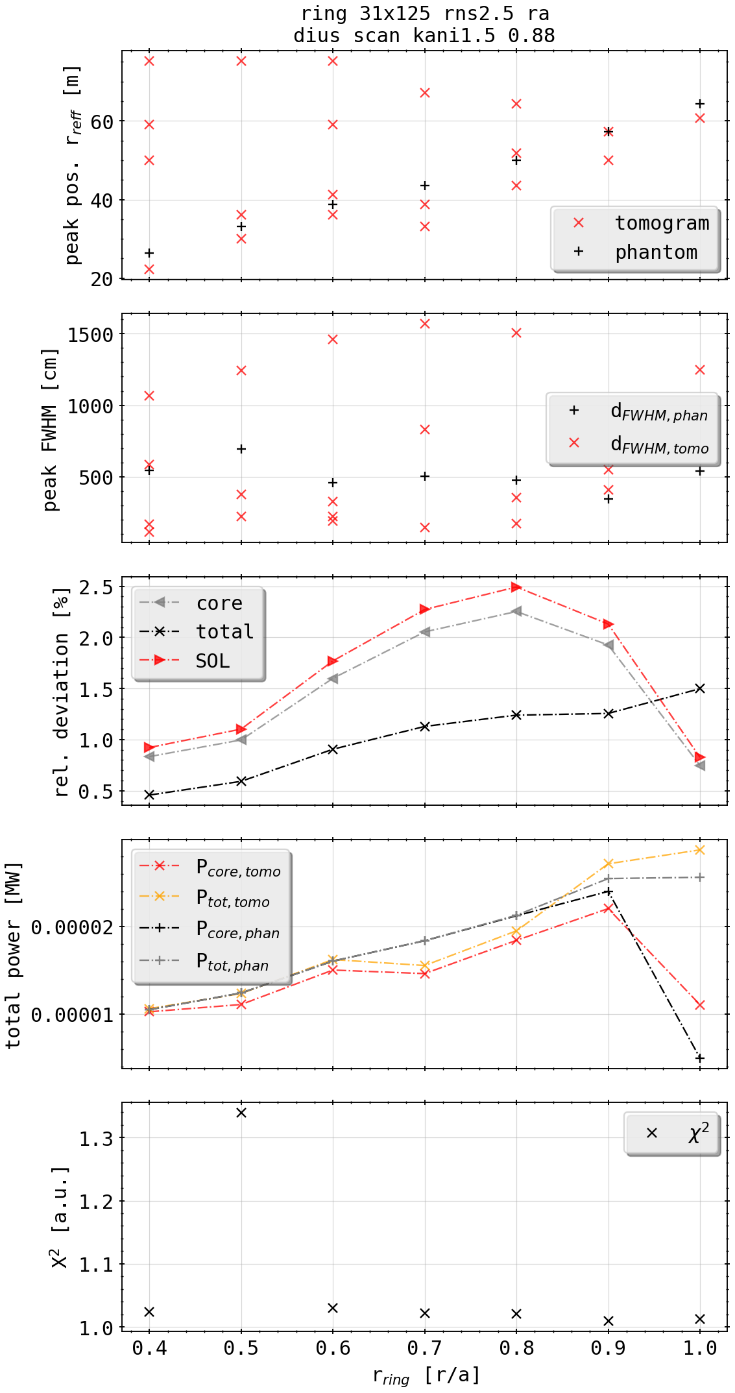 ring 31x125 rns2.5 ra
dius scan kani1.5 0.88
peak pos. r_reff [m]
60
40
20
tomogram
phantom
peak FWHM [cm]
1500
1000
500
d_FWHM,phan
d_FWHM,tomo
rel. deviation [%]
2.5
2.0
1.5
1.0
0.5
core
total
SOL
total power [MW]
0.00002
0.00001
P_core,tomo
P_tot,tomo
P_core,phan
P_tot,phan
X² [a.u.]
1.3
1.2
1.1
1.0
χ²
0.4 0.5 0.6 0.7 0.8 0.9 1.0
r_ring [r/a]